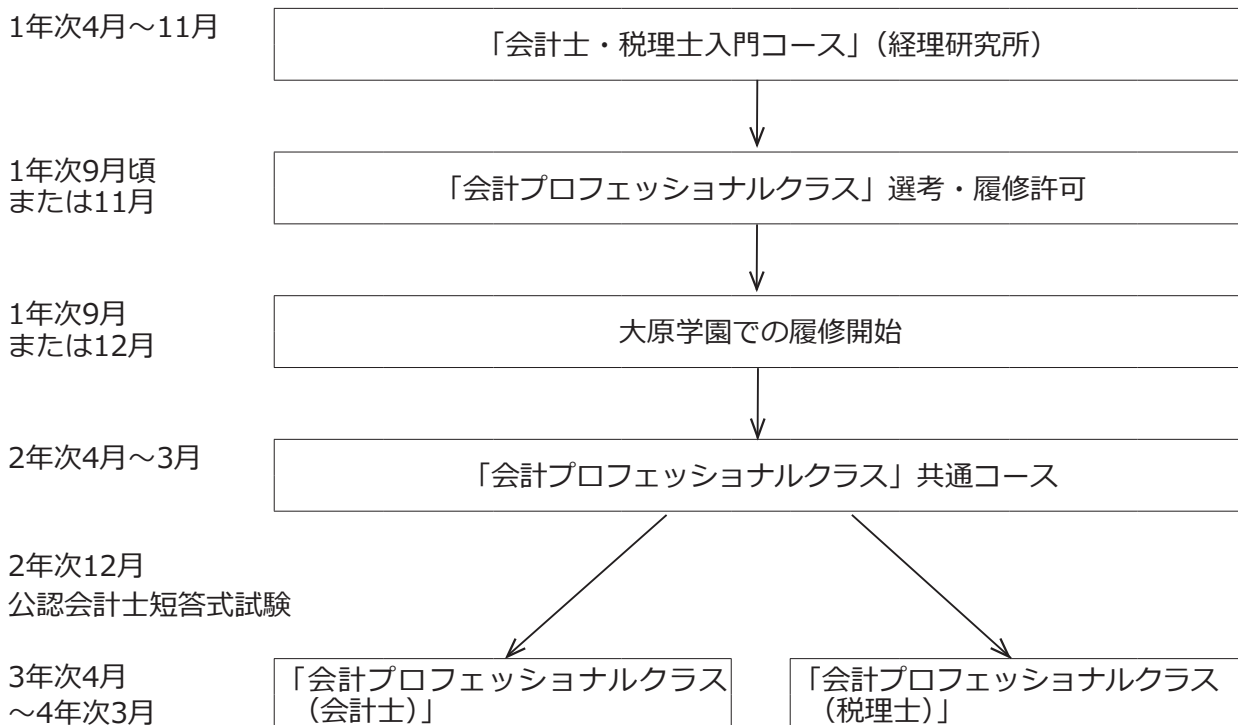 1年次4月～11月
「会計士・税理士入門コース」（経理研究所）
1年次9月頃
または11月
「会計プロフェッショナルクラス」選考・履修許可
1年次9月
または12月
大原学園での履修開始
2年次4月～3月
「会計プロフェッショナルクラス」共通コース
2年次12月
公認会計士短答式試験
3年次4月
～4年次3月
「会計プロフェッショナルクラス
（会計士）」
「会計プロフェッショナルクラス
（税理士）」